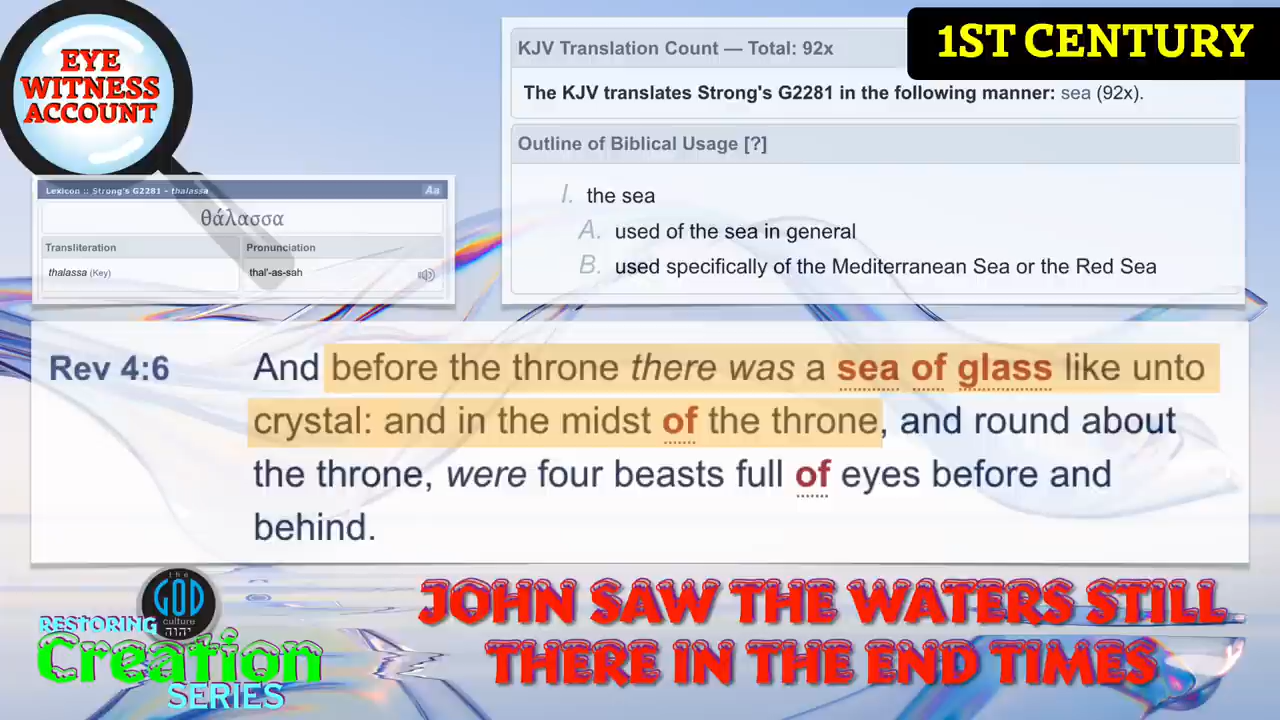 EYE
WITNESS
ACCOUNT
1ST CENTURY
KJV Translation Count — Total: 92x
The KJV translates Strong's G2281 in the following manner: sea (92x).
Outline of Biblical Usage [?]
I. the sea
A. used of the sea in general
B. used specifically of the Mediterranean Sea or the Red Sea
Lexicon :: Strong's G2281 - thalassa Aa
θάλασσα
Transliteration Pronunciation
thalassa (Key) thal'-as-sah
Rev 4:6 And before the throne there was a sea of glass like unto
crystal: and in the midst of the throne, and round about
the throne, were four beasts full of eyes before and
behind.
the
GOD
culture
יהוה
RESTORING
Creation
SERIES
JOHN SAW THE WATERS STILL
THERE IN THE END TIMES